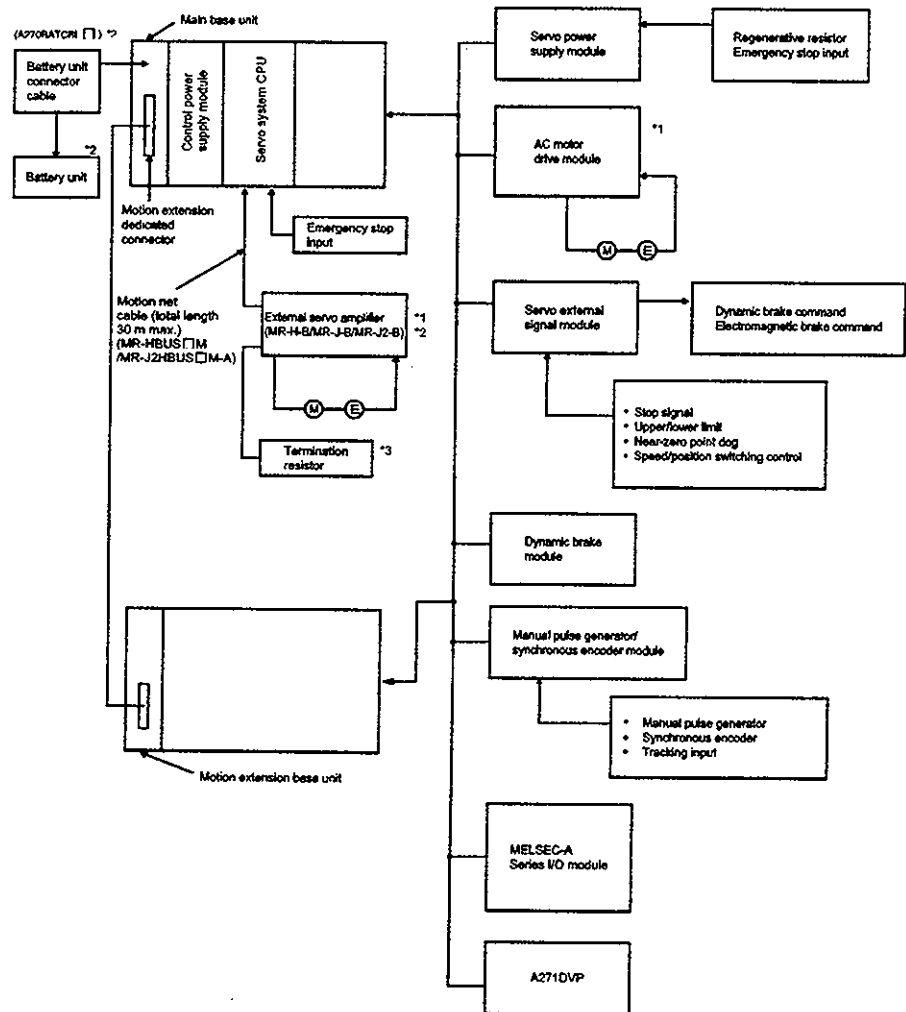 Main base unit
(A270BATCBL □) *2
Battery unit
connector
cable
*2
Battery unit
Control power
supply module
Servo system CPU
Motion extension
dedicated
connector
Emergency stop
input
Motion net
cable (total length
30 m max.)
(MR-HBUS□M
/MR-J2HBUS□M-A)
External servo amplifier *1
(MR-H-B/MR-J-B/MR-J2-B) *2
M E
Termination *3
resistor
Motion extension base unit
Servo power
supply module
Regenerative resistor
Emergency stop input
AC motor *1
drive module
M E
Servo external
signal module
Dynamic brake command
Electromagnetic brake command
• Stop signal
• Upper/lower limit
• Near-zero point dog
• Speed/position switching control
Dynamic brake
module
Manual pulse generator/
synchronous encoder module
• Manual pulse generator
• Synchronous encoder
• Tracking input
MELSEC-A
Series I/O module
A271DVP